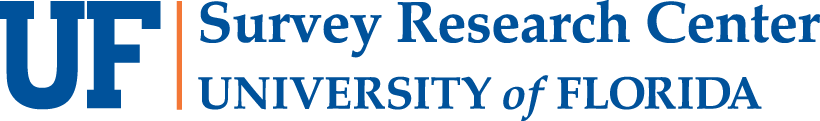 UF
Survey Research Center
UNIVERSITY of FLORIDA